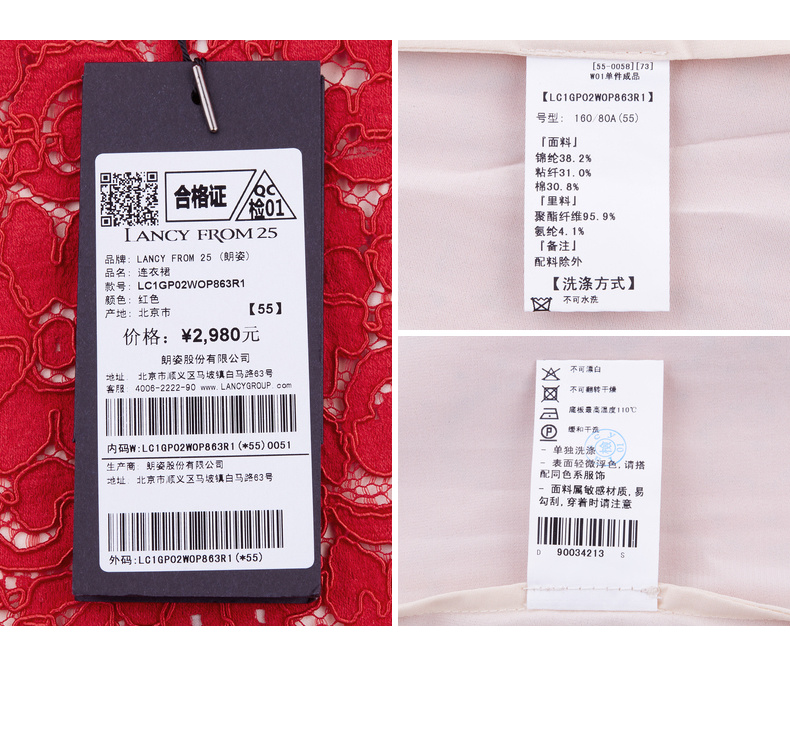 合格证
QC
检01
LANCY FROM 25
品牌: LANCY FROM 25 (朗姿)
品名: 连衣裙
款号: LC1GP02WOP863R1
颜色: 红色
产地: 北京市 【55】
价格: ¥2,980元
朗姿股份有限公司
地址: 北京市顺义区马坡镇白马路63号
客服: 4006-2222-90 www.LANCYGROUP.com
内码W:LC1GP02WOP863R1(*55)0051
生产商: 朗姿股份有限公司
地址: 北京市顺义区马坡镇白马路63号
外码:LC1GP02WOP863R1(*55)
[55-0058][73]
W01单件成品
【LC1GP02WOP863R1】
号型: 160/80A(55)
『面料』
锦纶38.2%
粘纤31.0%
棉30.8%
『里料』
聚酯纤维95.9%
氨纶4.1%
『备注』
配料除外
【洗涤方式】
不可水洗
不可漂白
不可翻转干燥
底板最高温度110℃
缓和干洗
- 单独洗涤
- 表面轻微浮色,请搭
配同色系服饰
- 面料属敏感材质,易
勾刮,穿着时请注意
D 90034213 S